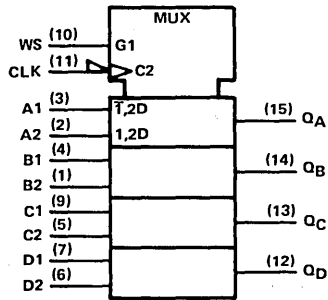 MUX
WS (10) G1
CLK (11) C2
A1 (3) 1̅,2D
A2 (2) 1,2D
B1 (4)
B2 (1)
C1 (9)
C2 (5)
D1 (7)
D2 (6)
(15) QA
(14) QB
(13) QC
(12) QD